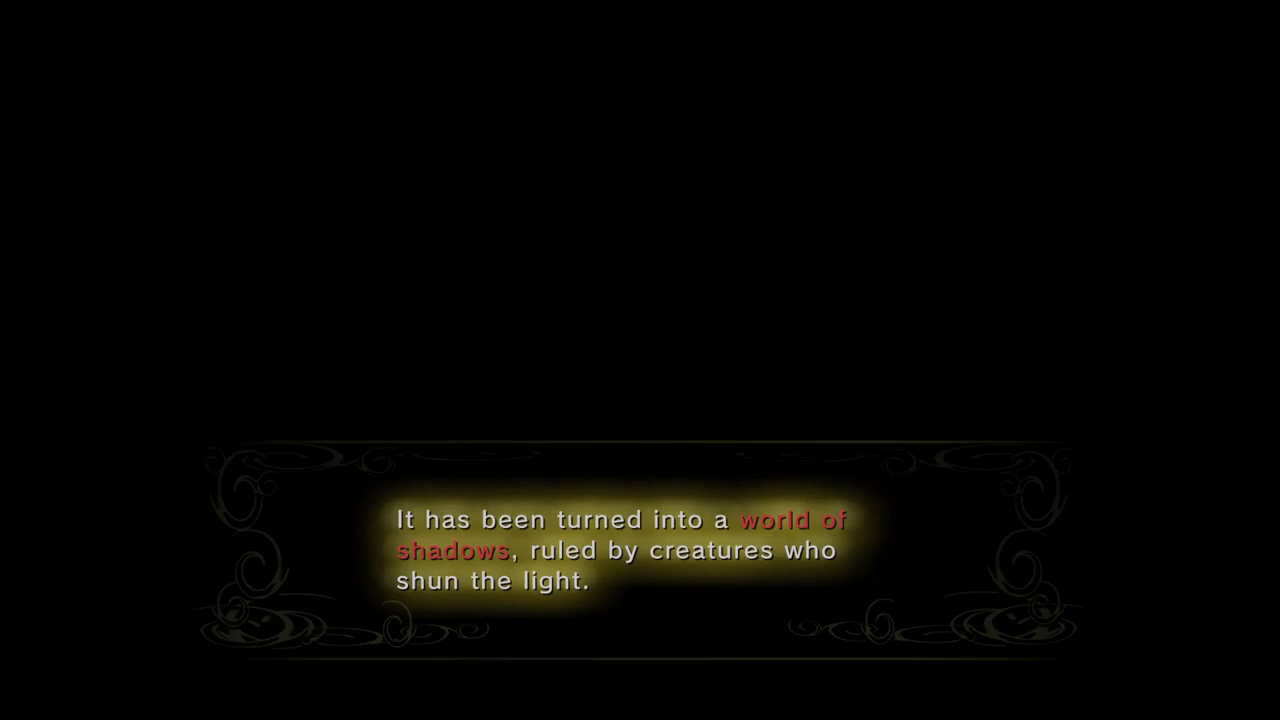 It has been turned into a world of
shadows, ruled by creatures who
shun the light.